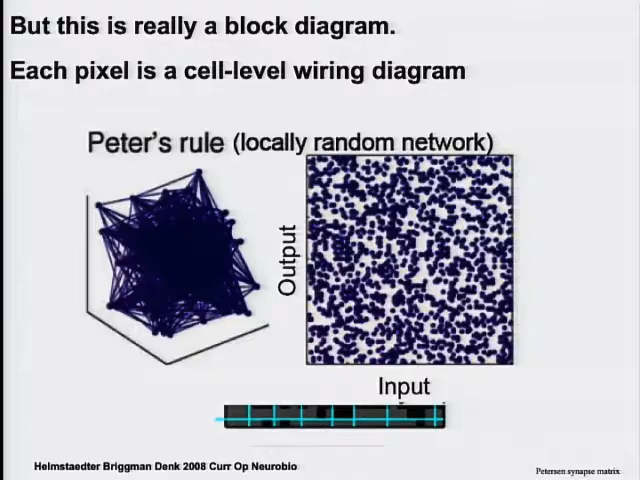 But this is really a block diagram.
Each pixel is a cell-level wiring diagram
Peter's rule (locally random network)
Output
Input
Helmstaedter Briggman Denk 2008 Curr Op Neurobio
Petersen synapse matrix